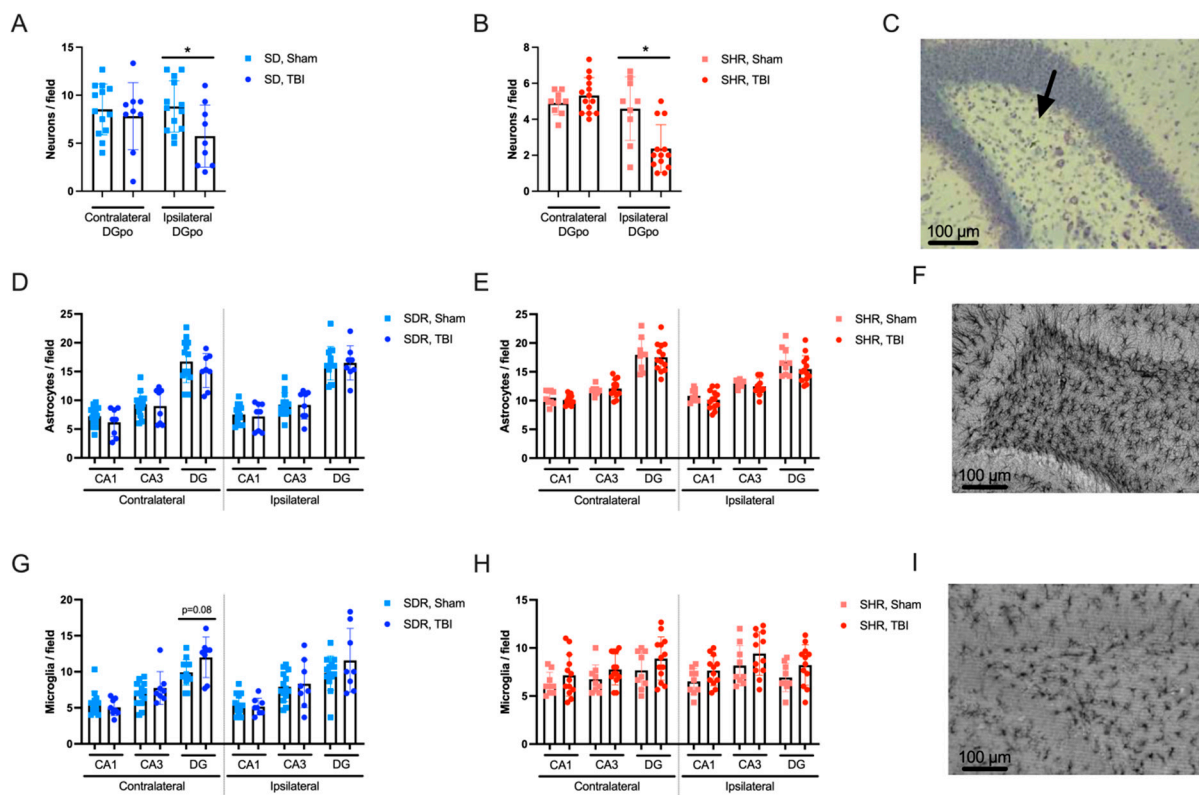 A
Neurons / field
15
10
5
0
*
SD, Sham
SD, TBI
Contralateral
DGpo
Ipsilateral
DGpo
B
Neurons / field
8
6
4
2
0
*
SHR, Sham
SHR, TBI
Contralateral
DGpo
Ipsilateral
DGpo
C
100 µm
D
Astrocytes / field
25
20
15
10
5
0
SDR, Sham
SDR, TBI
CA1 CA3 DG CA1 CA3 DG
Contralateral Ipsilateral
E
Astrocytes / field
25
20
15
10
5
0
SHR, Sham
SHR, TBI
CA1 CA3 DG CA1 CA3 DG
Contralateral Ipsilateral
F
100 µm
G
Microglia / field
20
15
10
5
0
p=0.08
SDR, Sham
SDR, TBI
CA1 CA3 DG CA1 CA3 DG
Contralateral Ipsilateral
H
Microglia / field
20
15
10
5
0
SHR, Sham
SHR, TBI
CA1 CA3 DG CA1 CA3 DG
Contralateral Ipsilateral
I
100 µm